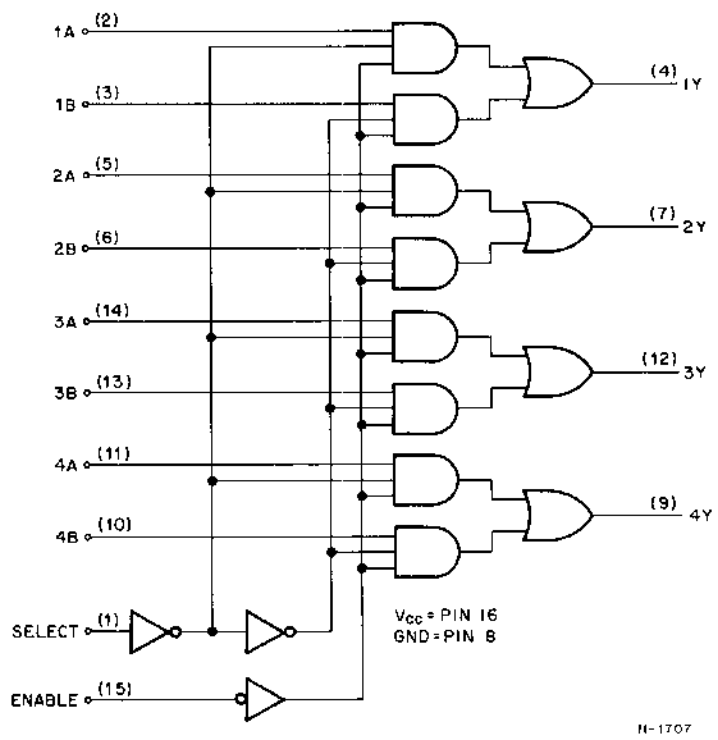 1A (2)
(4) 1Y
1B (3)
2A (5)
(7) 2Y
2B (6)
3A (14)
(12) 3Y
3B (13)
4A (11)
(9) 4Y
4B (10)
SELECT (1)
Vcc = PIN 16
GND = PIN 8
ENABLE (15)
N-1707